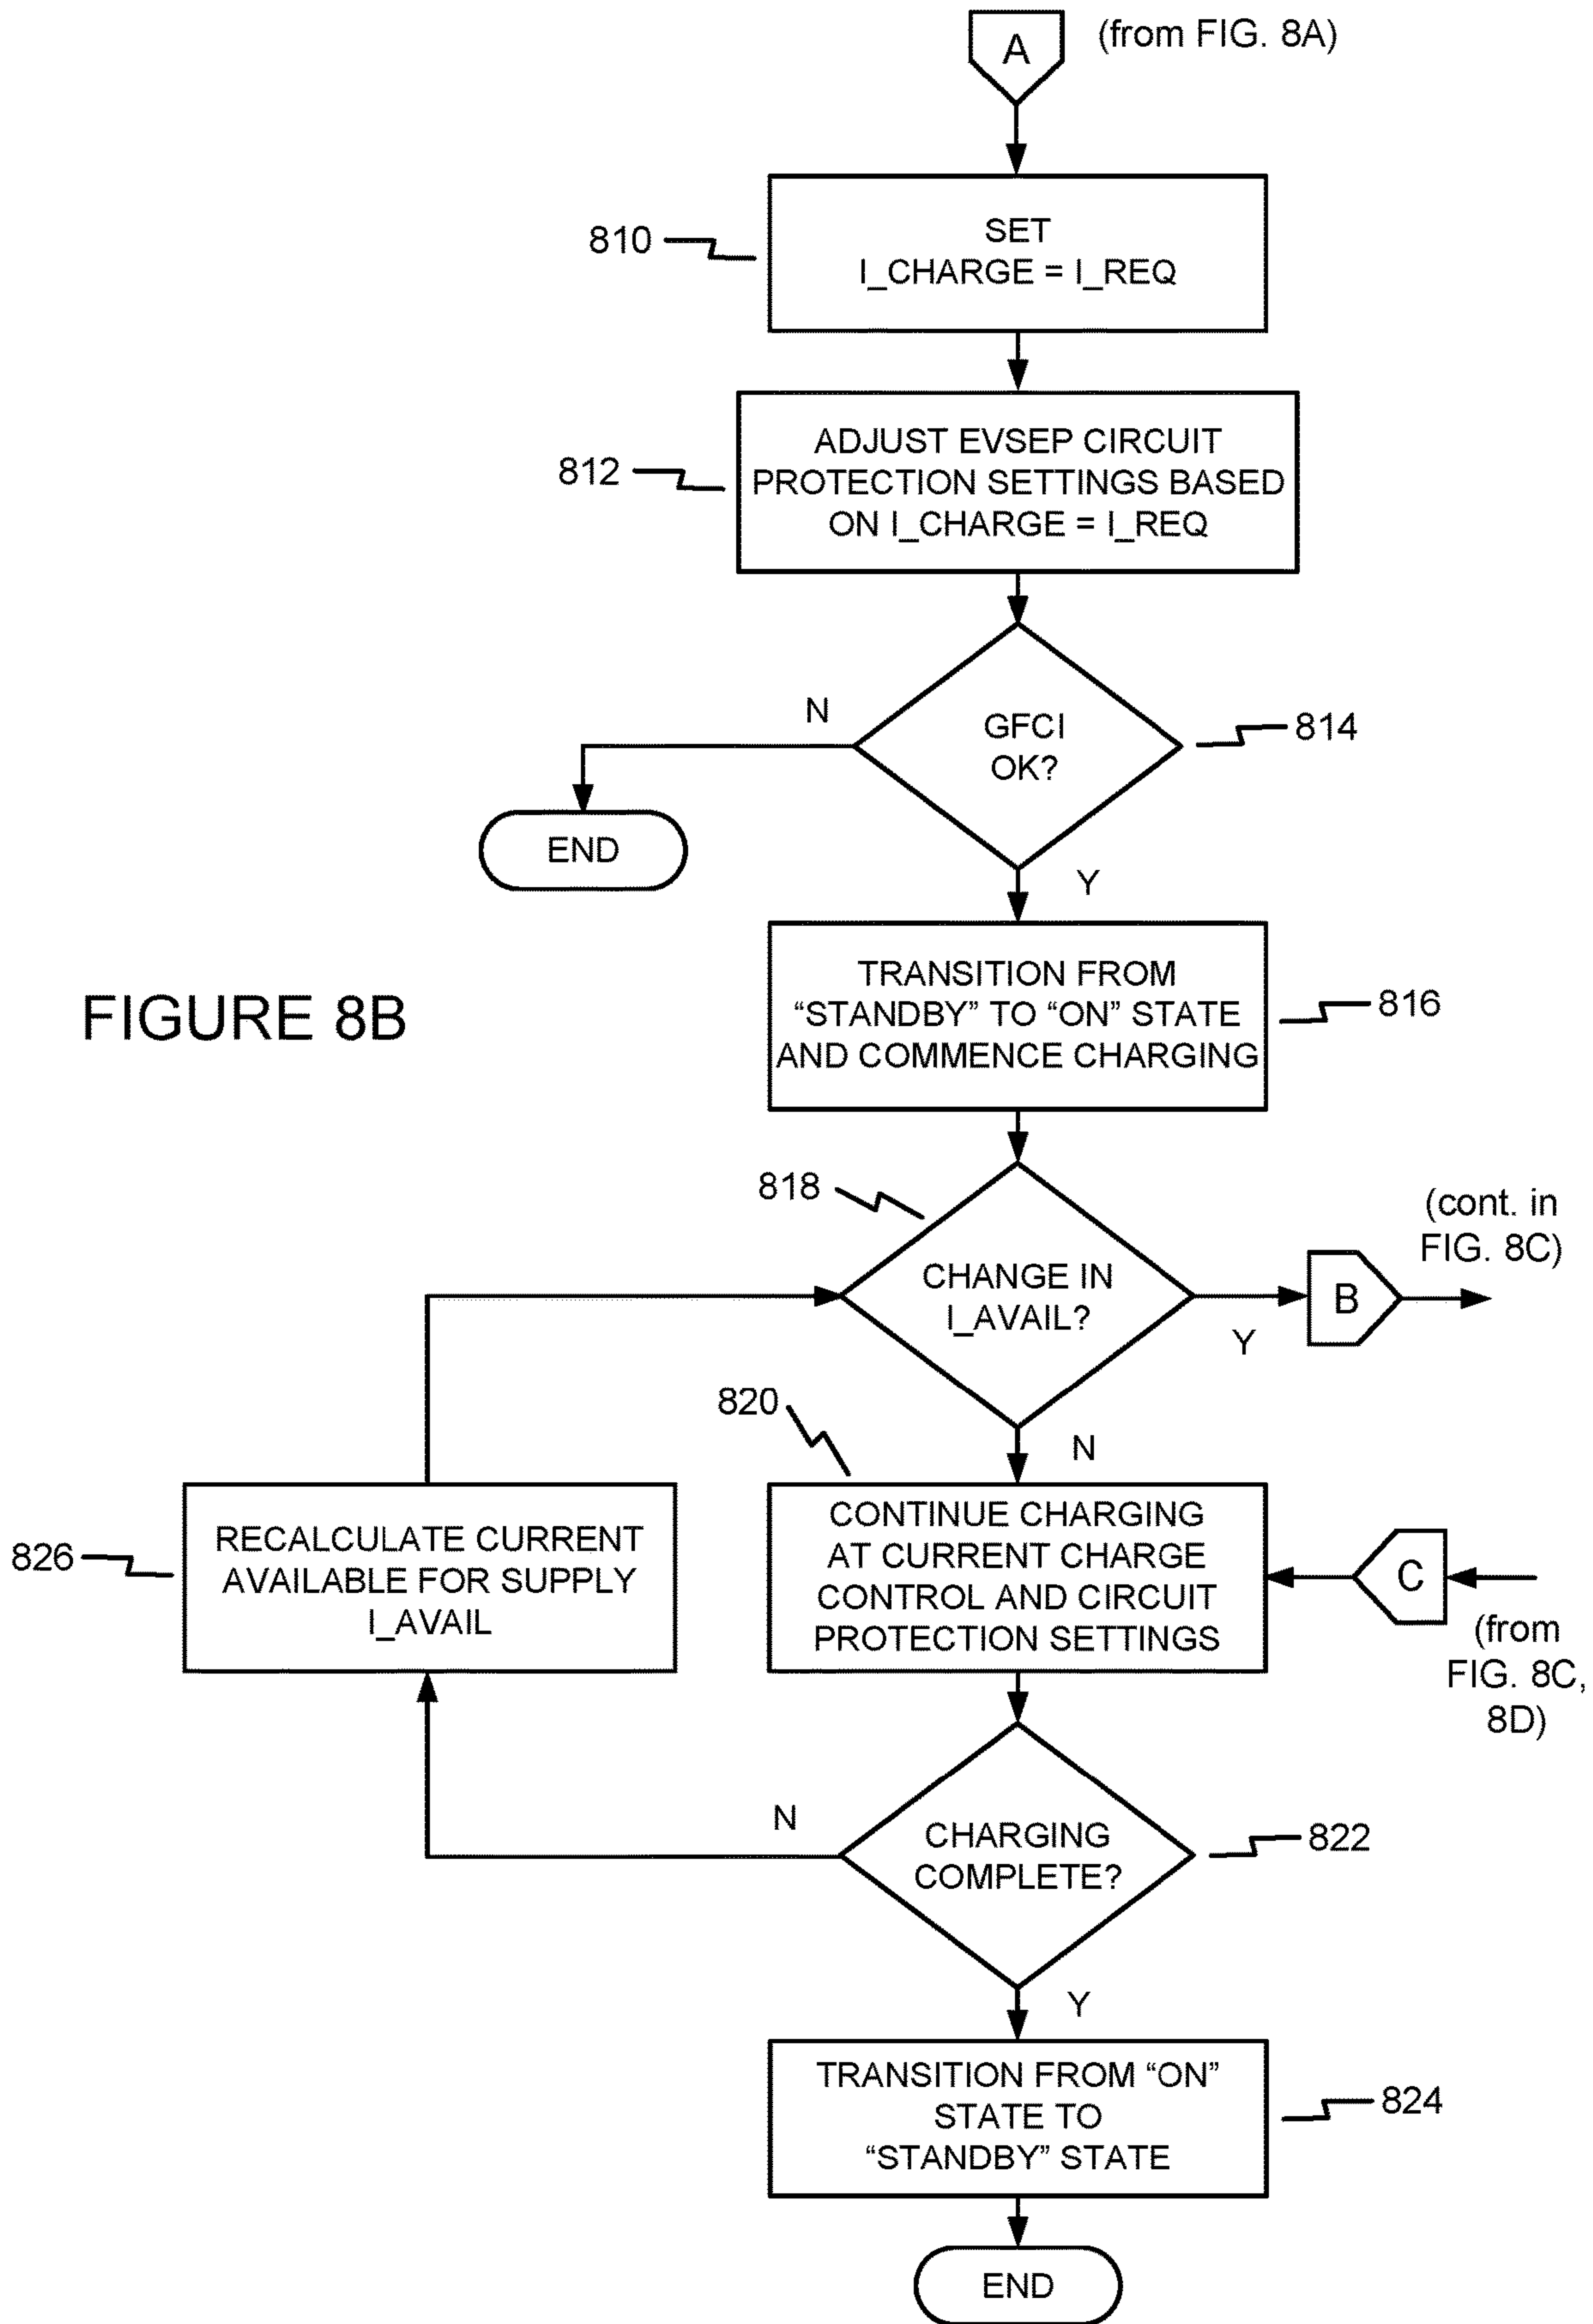 A
(from FIG. 8A)
810
SET
I_CHARGE = I_REQ
812
ADJUST EVSEP CIRCUIT
PROTECTION SETTINGS BASED
ON I_CHARGE = I_REQ
N
GFCI
OK?
814
END
Y
FIGURE 8B
TRANSITION FROM
“STANDBY” TO “ON” STATE
AND COMMENCE CHARGING
816
818
CHANGE IN
I_AVAIL?
Y
B
(cont. in
FIG. 8C)
820
N
826
RECALCULATE CURRENT
AVAILABLE FOR SUPPLY
I_AVAIL
CONTINUE CHARGING
AT CURRENT CHARGE
CONTROL AND CIRCUIT
PROTECTION SETTINGS
C
(from
FIG. 8C,
8D)
N
CHARGING
COMPLETE?
822
Y
TRANSITION FROM “ON”
STATE TO
“STANDBY” STATE
824
END